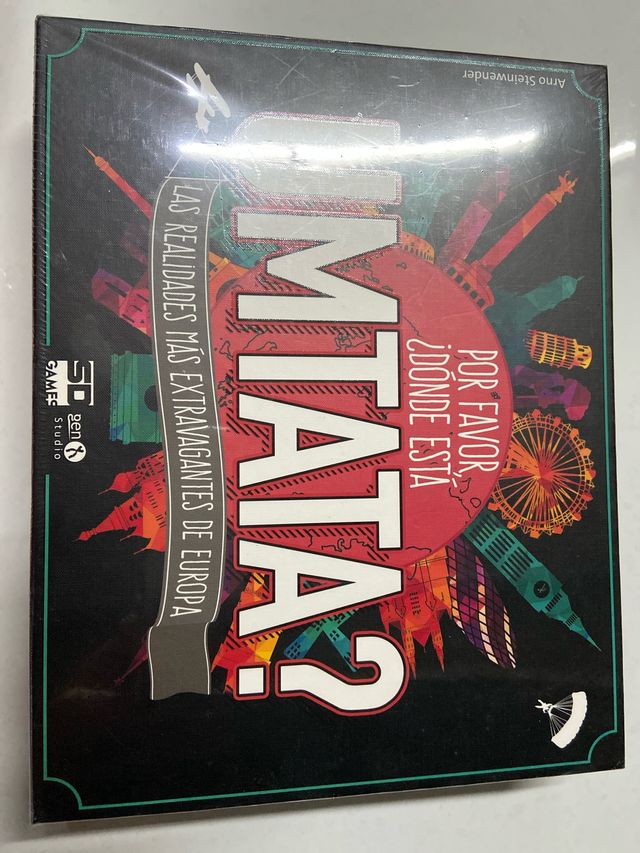 Arno Steinwender
POR FAVOR,
¿DÓNDE ESTÁ
UMTATA?
LAS REALIDADES MÁS EXTRAVAGANTES DE EUROPA
SD
GAMES
gen X
Studio